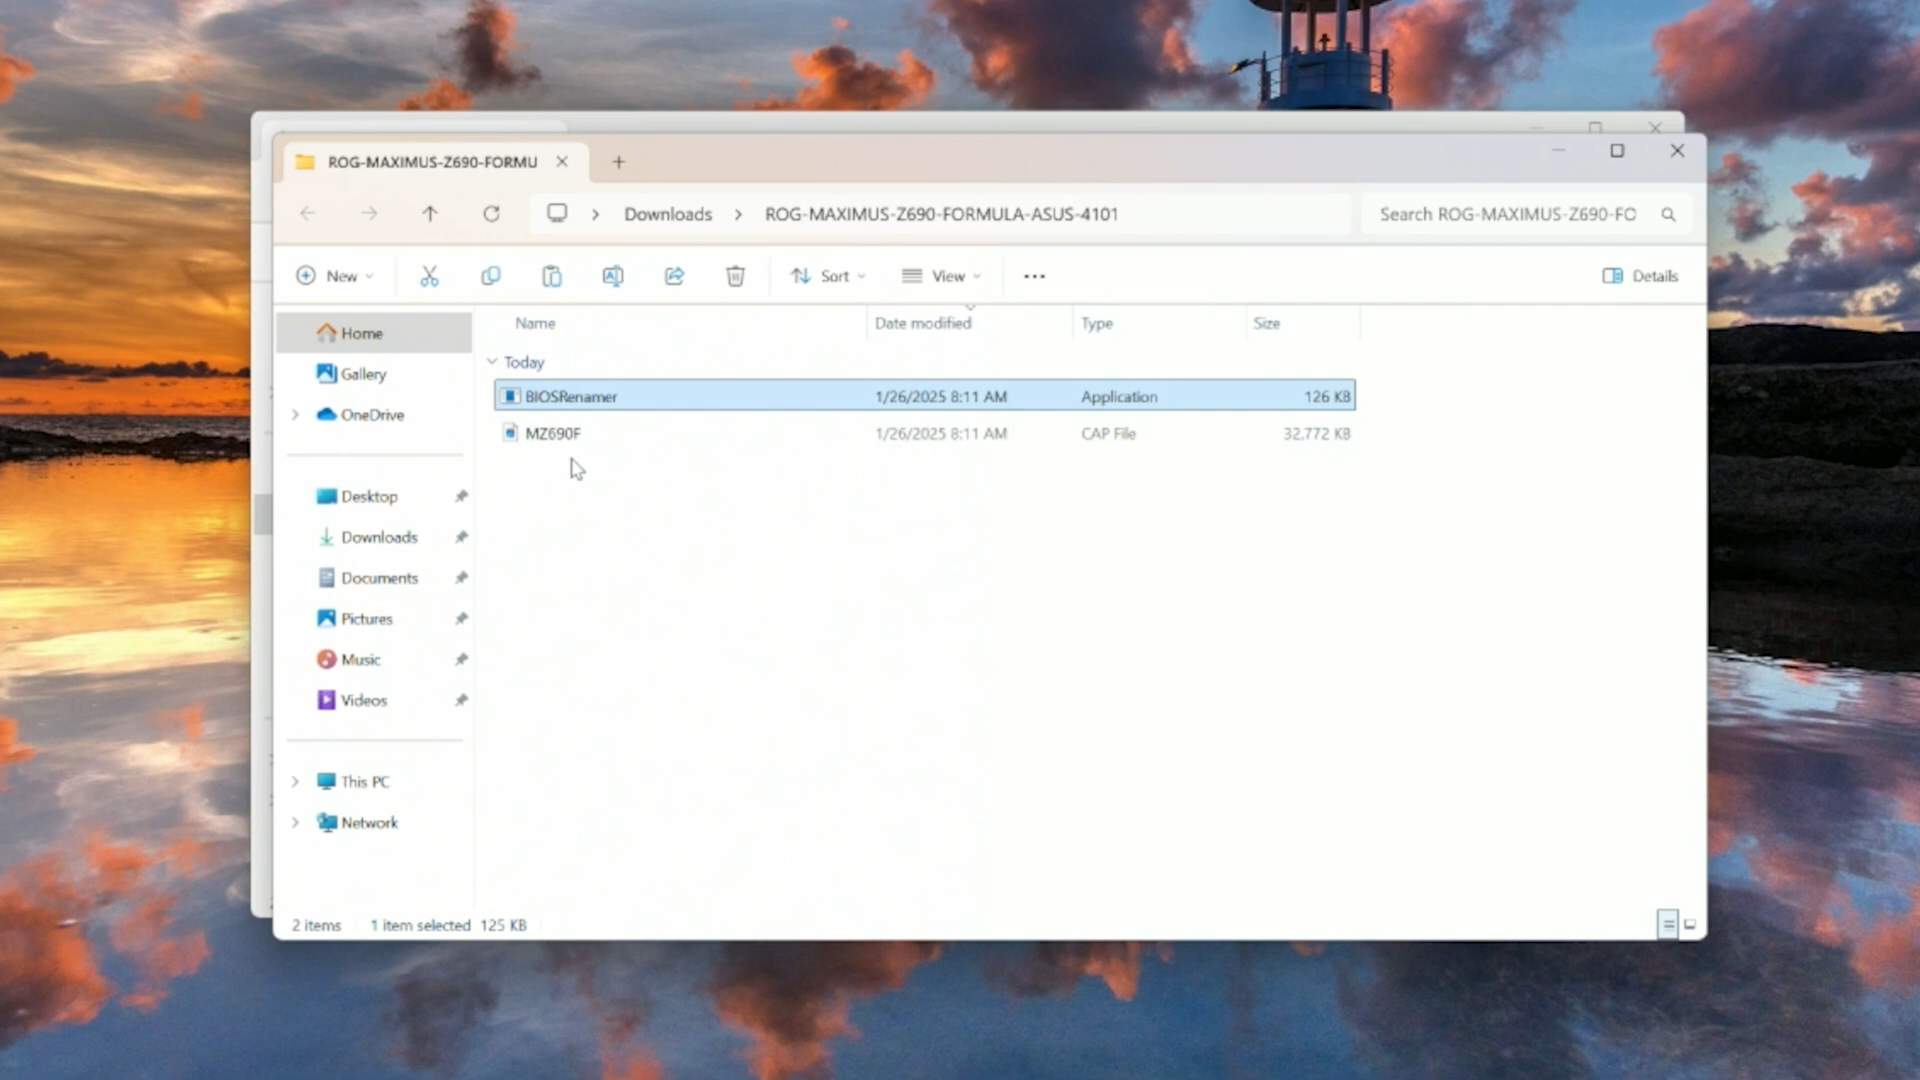 ROG-MAXIMUS-Z690-FORMU
Downloads
ROG-MAXIMUS-Z690-FORMULA-ASUS-4101
Search ROG-MAXIMUS-Z690-FO
New
Sort
View
Details
Home
Gallery
OneDrive
Desktop
Downloads
Documents
Pictures
Music
Videos
This PC
Network
Name Date modified Type Size
Today
BIOSRenamer 1/26/2025 8:11 AM Application 126 KB
MZ690F 1/26/2025 8:11 AM CAP File 32,772 KB
2 items 1 item selected 125 KB